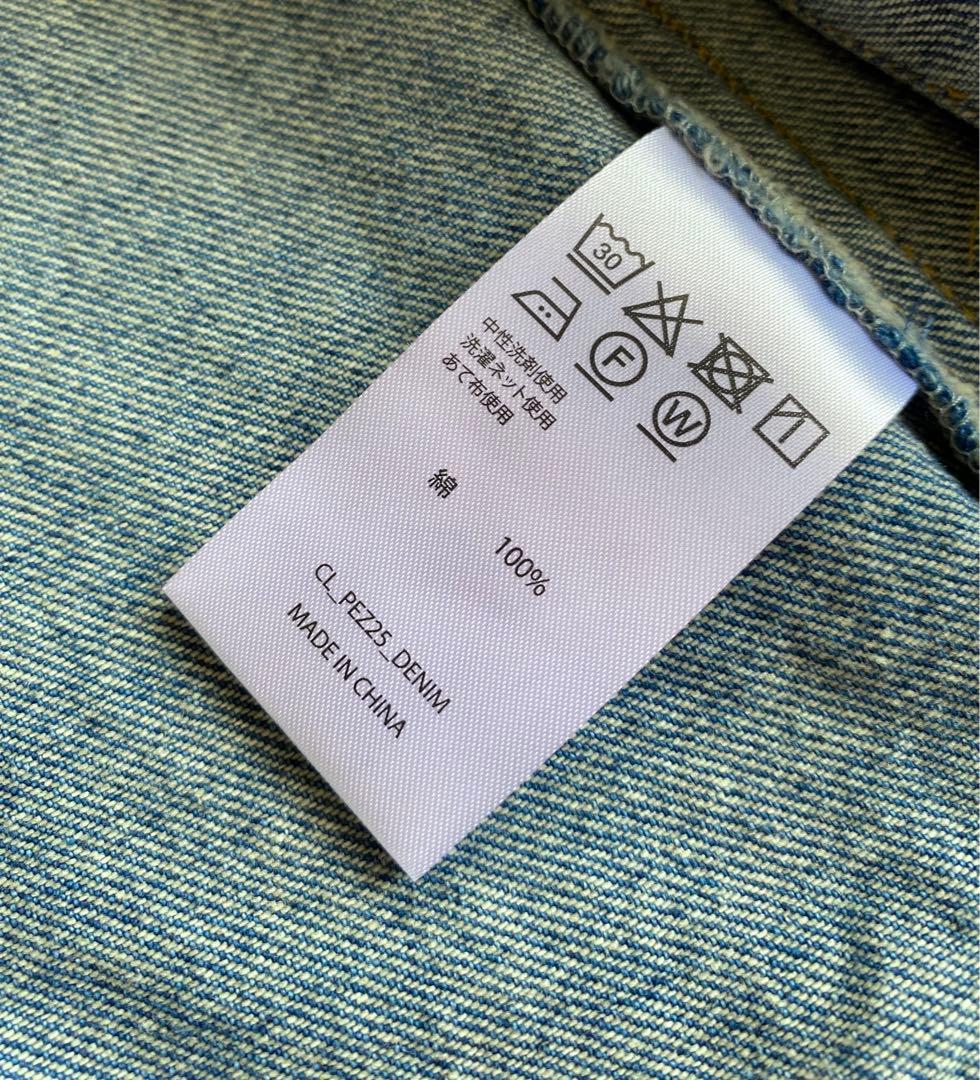 30
F
W
中性洗剤使用
洗濯ネット使用
あて布使用
綿 100%
CL_PEZ25_DENIM
MADE IN CHINA